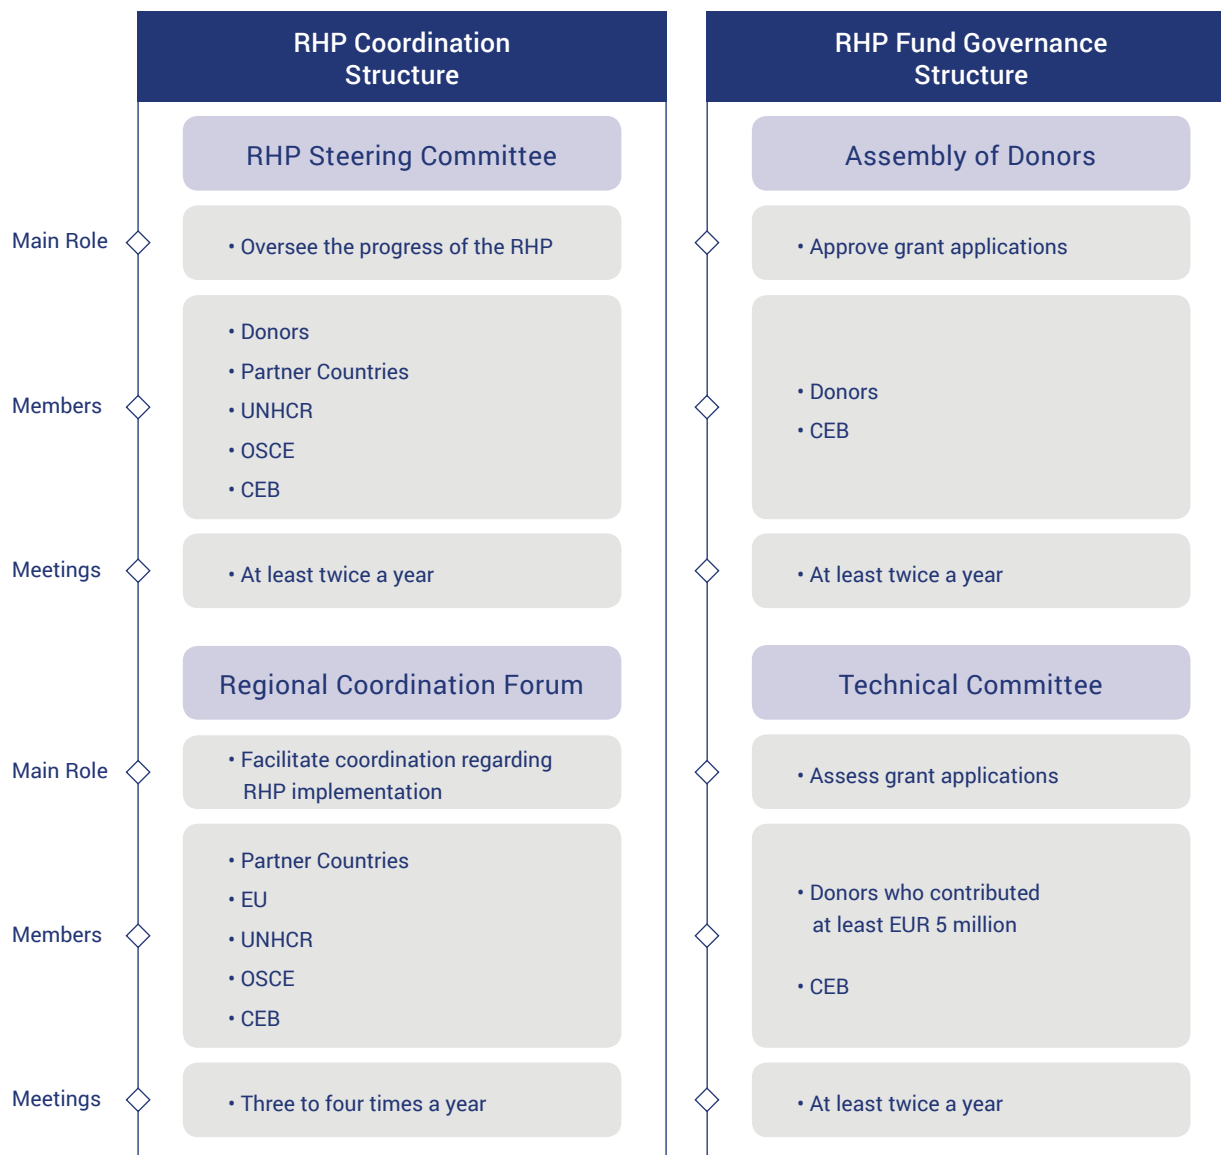 RHP Coordination
Structure
RHP Fund Governance
Structure
RHP Steering Committee
Assembly of Donors
Main Role
• Oversee the progress of the RHP
• Approve grant applications
Members
• Donors
• Partner Countries
• UNHCR
• OSCE
• CEB
• Donors
• CEB
Meetings
• At least twice a year
• At least twice a year
Regional Coordination Forum
Technical Committee
Main Role
• Facilitate coordination regarding
RHP implementation
• Assess grant applications
Members
• Partner Countries
• EU
• UNHCR
• OSCE
• CEB
• Donors who contributed
at least EUR 5 million
• CEB
Meetings
• Three to four times a year
• At least twice a year